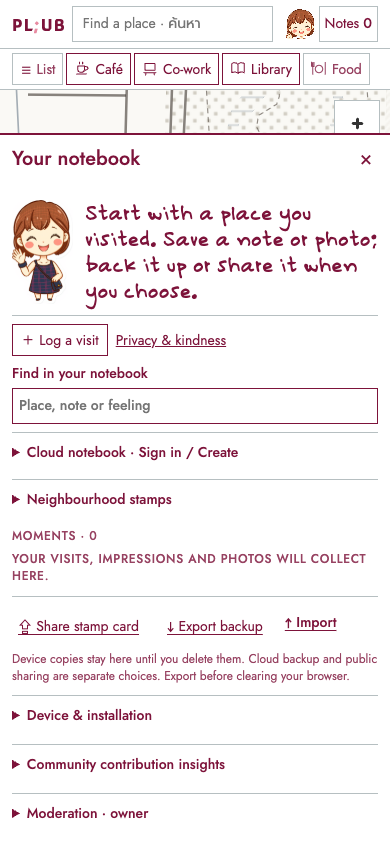 PL;UB
Find a place · ค้นหา
Notes 0
≡ List
Café
Co-work
Library
Food
+
Your notebook
×
Start with a place you
visited. Save a note or photo;
back it up or share it when
you choose.
+ Log a visit
Privacy & kindness
Find in your notebook
Place, note or feeling
▶ Cloud notebook · Sign in / Create
▶ Neighbourhood stamps
MOMENTS · 0
YOUR VISITS, IMPRESSIONS AND PHOTOS WILL COLLECT
HERE.
Share stamp card
↓ Export backup
↑ Import
Device copies stay here until you delete them. Cloud backup and public
sharing are separate choices. Export before clearing your browser.
▶ Device & installation
▶ Community contribution insights
▶ Moderation · owner